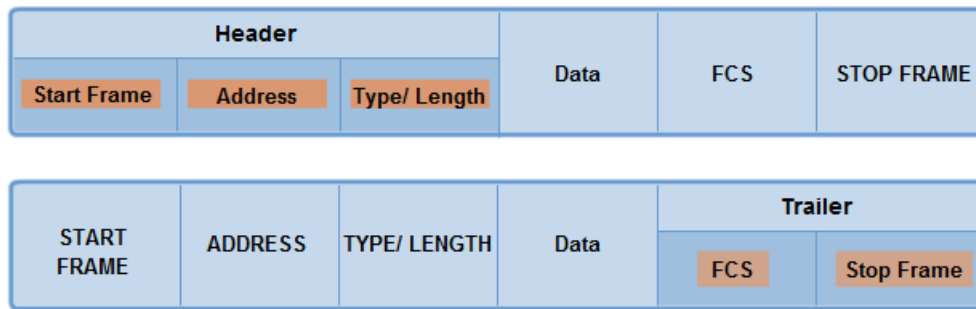 Header
Start Frame Address Type/ Length Data FCS STOP FRAME
Trailer
START FRAME ADDRESS TYPE/ LENGTH Data FCS Stop Frame